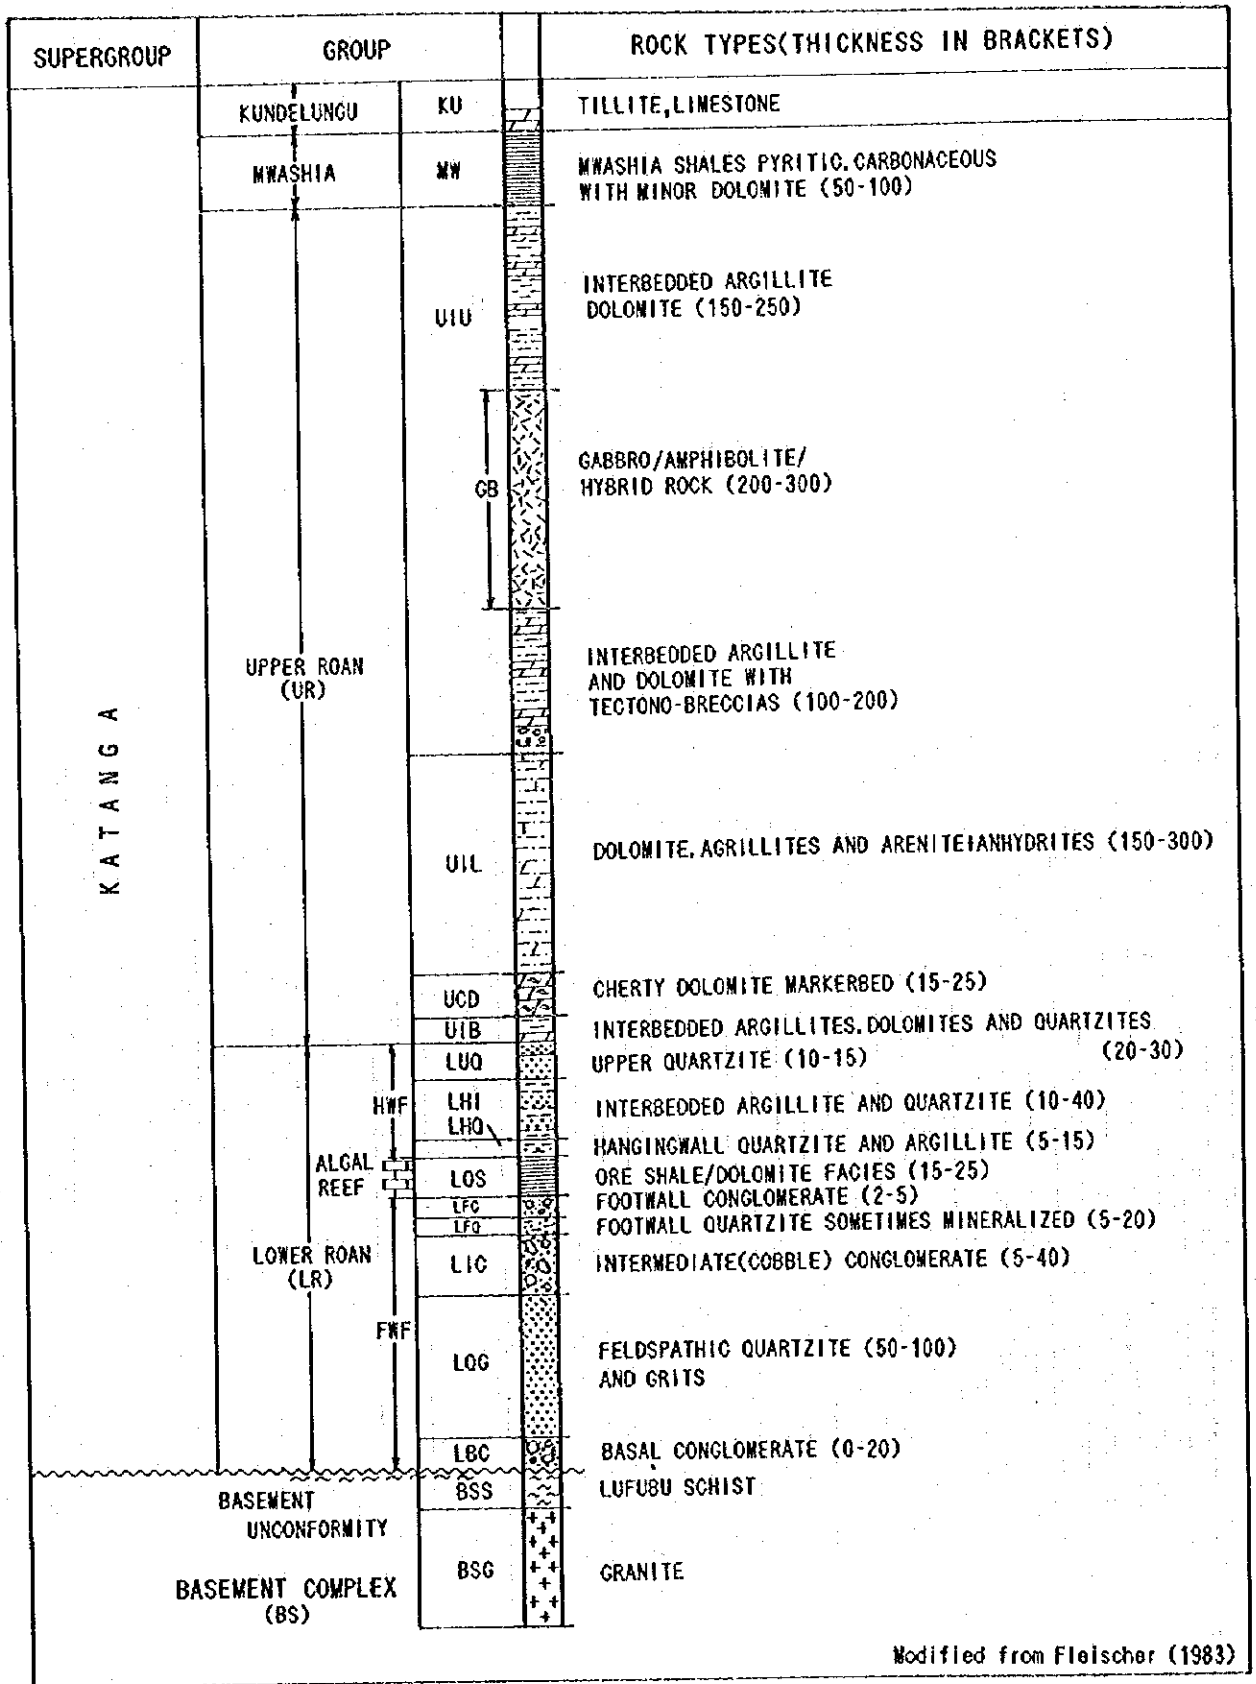 SUPERGROUP
GROUP
ROCK TYPES(THICKNESS IN BRACKETS)
KUNDELUNGU
KU
TILLITE,LIMESTONE
MWASHIA
MW
MWASHIA SHALES PYRITIC.CARBONACEOUS
WITH MINOR DOLOMITE (50-100)
UIU
INTERBEDDED ARGILLITE
DOLOMITE (150-250)
GB
GABBRO/AMPHIBOLITE/
HYBRID ROCK (200-300)
UPPER ROAN
(UR)
INTERBEDDED ARGILLITE
AND DOLOMITE WITH
TECTONO-BRECCIAS (100-200)
KATANGA
UIL
DOLOMITE.AGRILLITES AND ARENITE±ANHYDRITES (150-300)
UCD
CHERTY DOLOMITE MARKERBED (15-25)
UIB
INTERBEDDED ARGILLITES.DOLOMITES AND QUARTZITES
(20-30)
LUQ
UPPER QUARTZITE (10-15)
HWF
LHI
INTERBEDDED ARGILLITE AND QUARTZITE (10-40)
LHQ
HANGINGWALL QUARTZITE AND ARGILLITE (5-15)
ALGAL
REEF
LOS
ORE SHALE/DOLOMITE FACIES (15-25)
LFC
FOOTWALL CONGLOMERATE (2-5)
LFQ
FOOTWALL QUARTZITE SOMETIMES MINERALIZED (5-20)
LOWER ROAN
(LR)
LIC
INTERMEDIATE(COBBLE) CONGLOMERATE (5-40)
FWF
LQG
FELDSPATHIC QUARTZITE (50-100)
AND GRITS
LBC
BASAL CONGLOMERATE (0-20)
BSS
LUFUBU SCHIST
BASEMENT
UNCONFORMITY
BSG
GRANITE
BASEMENT COMPLEX
(BS)
Modified from Fleischer (1983)